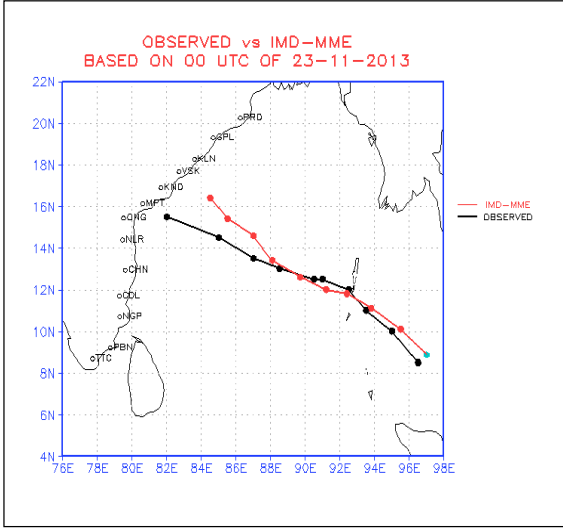 OBSERVED vs IMD-MME
BASED ON 00 UTC OF 23-11-2013
22N
20N
18N
16N
14N
12N
10N
8N
6N
4N
PRD
GPL
KLN
VSK
KND
MPT
ONG
NLR
CHN
CDL
NGP
PBN
TTC
IMD-MME
OBSERVED
76E 78E 80E 82E 84E 86E 88E 90E 92E 94E 96E 98E